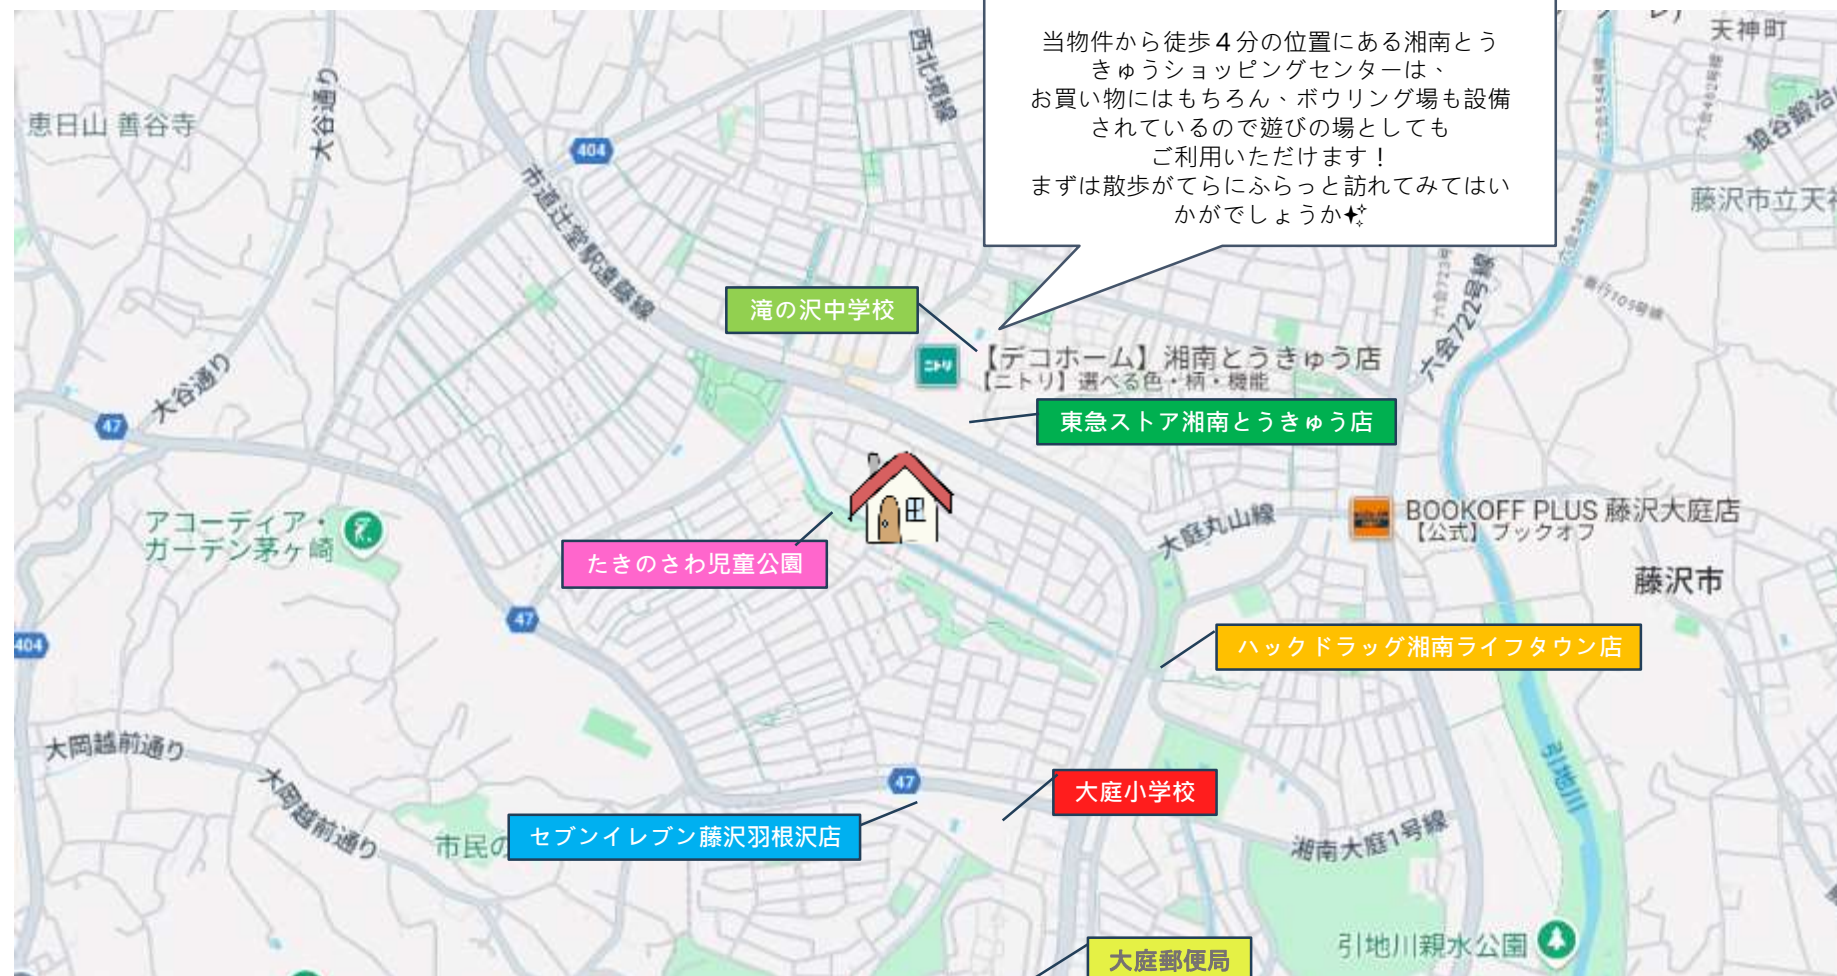 当物件から徒歩４分の位置にある湘南とう
きゅうショッピングセンターは、
お買い物にはもちろん、ボウリング場も設備
されているので遊びの場としても
ご利用いただけます！
まずは散歩がてらにふらっと訪れてみてはい
かがでしょうか✨
天神町
西北境線
大谷通り
恵日山 善谷寺
404
市道辻堂駅遠藤線
藤沢市立天
滝の沢中学校
ニトリ
【デコホーム】湘南とうきゅう店
【ニトリ】選べる色・柄・機能
六会722号線
大谷通り
47
東急ストア湘南とうきゅう店
アコーディア・
ガーデン茅ヶ崎
大庭丸山線
BOOKOFF PLUS 藤沢大庭店
【公式】ブックオフ
たきのさわ児童公園
藤沢市
47
404
ハックドラッグ湘南ライフタウン店
大岡越前通り
引地川
47
大庭小学校
大岡越前通り
市民の
セブンイレブン藤沢羽根沢店
湘南大庭1号線
引地川親水公園
大庭郵便局